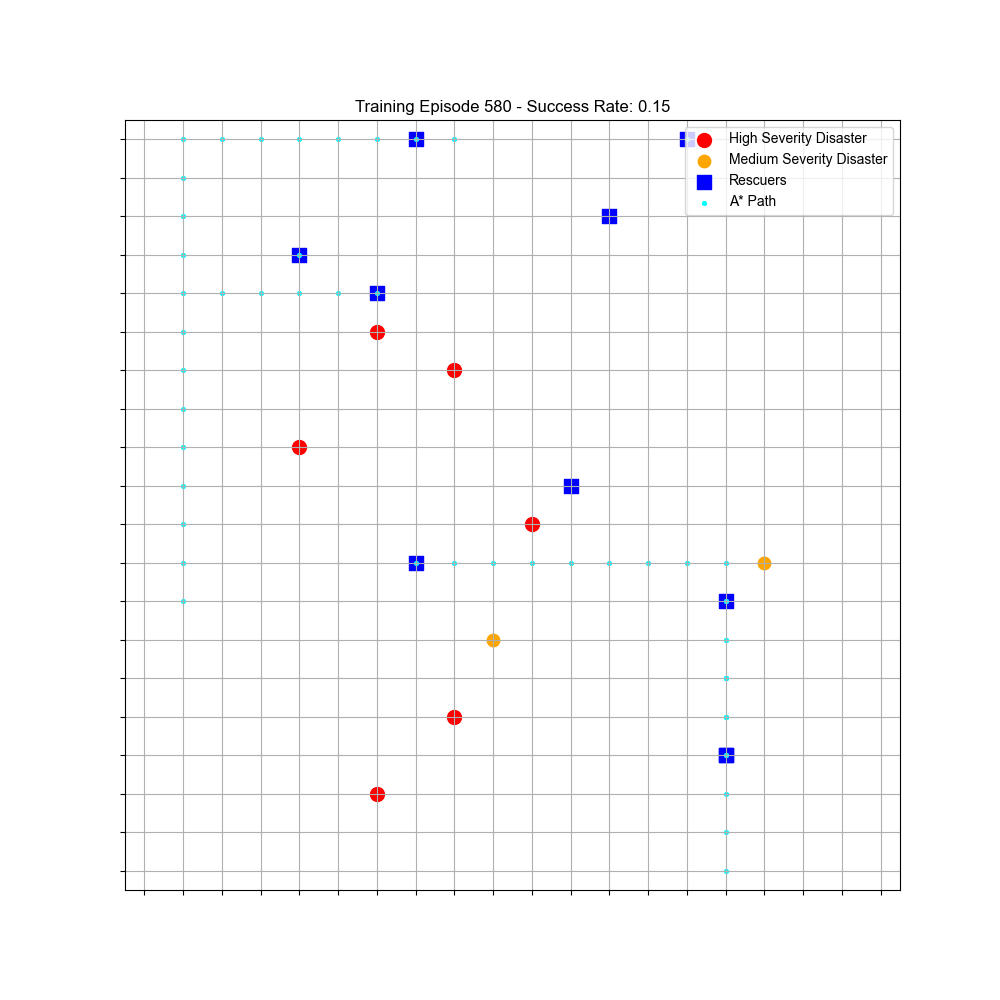 Training Episode 580 - Success Rate: 0.15
High Severity Disaster
Medium Severity Disaster
Rescuers
A* Path